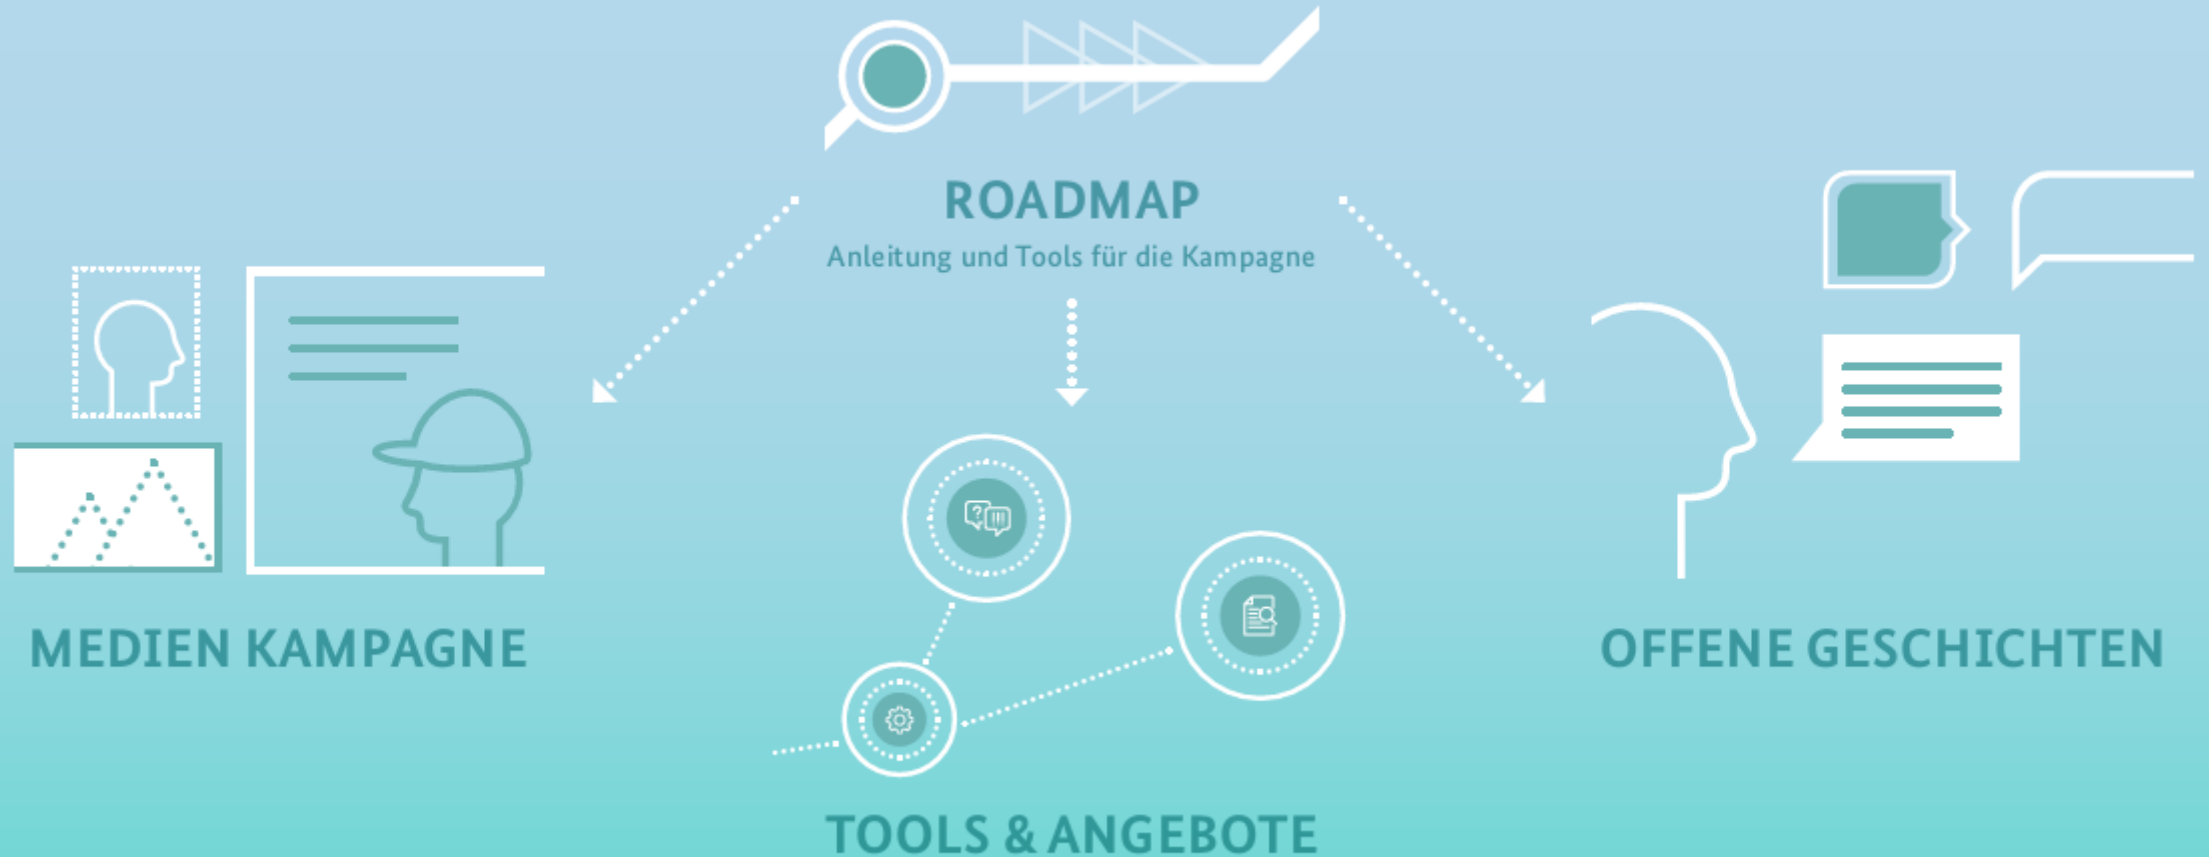 ROADMAP
Anleitung und Tools für die Kampagne
MEDIEN KAMPAGNE
OFFENE GESCHICHTEN
TOOLS & ANGEBOTE